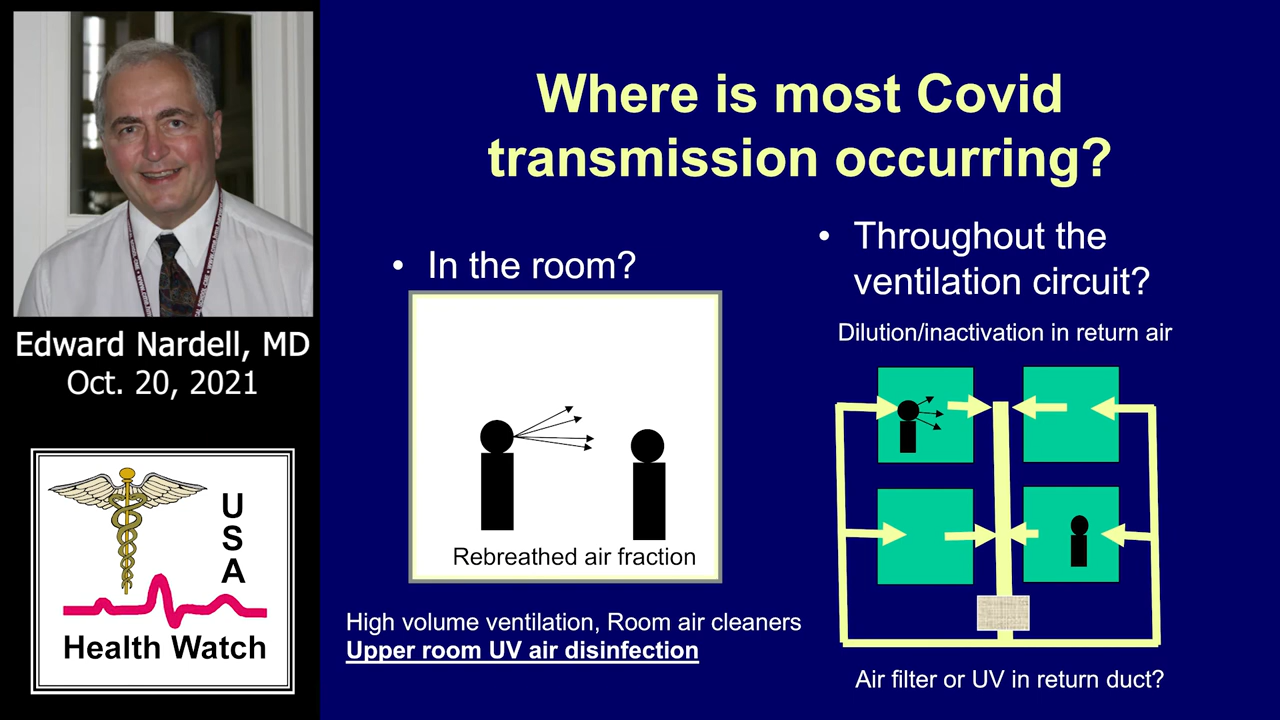 Edward Nardell, MD
Oct. 20, 2021
U
S
A
Health Watch
Where is most Covid
transmission occurring?
• In the room?
Rebreathed air fraction
High volume ventilation, Room air cleaners
Upper room UV air disinfection
• Throughout the
ventilation circuit?
Dilution/inactivation in return air
Air filter or UV in return duct?